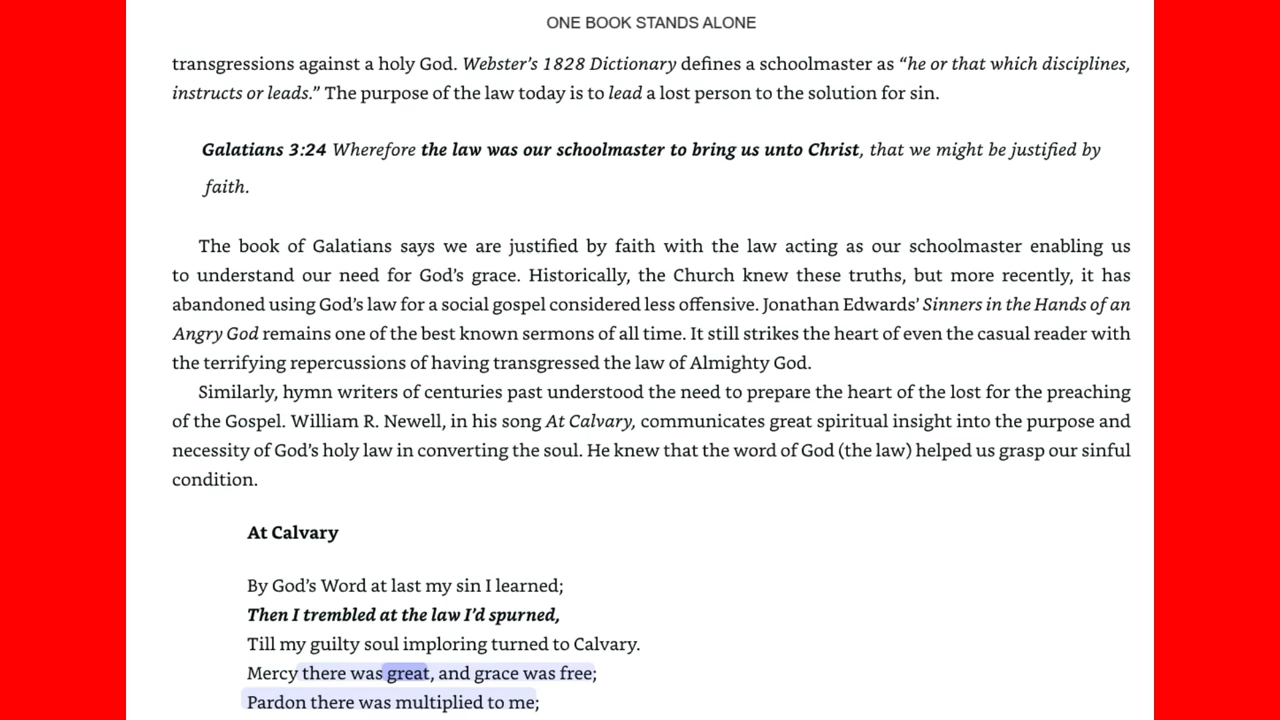 ONE BOOK STANDS ALONE
transgressions against a holy God. Webster's 1828 Dictionary defines a schoolmaster as “he or that which disciplines,
instructs or leads.” The purpose of the law today is to lead a lost person to the solution for sin.
Galatians 3:24 Wherefore the law was our schoolmaster to bring us unto Christ, that we might be justified by
faith.
The book of Galatians says we are justified by faith with the law acting as our schoolmaster enabling us
to understand our need for God's grace. Historically, the Church knew these truths, but more recently, it has
abandoned using God's law for a social gospel considered less offensive. Jonathan Edwards' Sinners in the Hands of an
Angry God remains one of the best known sermons of all time. It still strikes the heart of even the casual reader with
the terrifying repercussions of having transgressed the law of Almighty God.
Similarly, hymn writers of centuries past understood the need to prepare the heart of the lost for the preaching
of the Gospel. William R. Newell, in his song At Calvary, communicates great spiritual insight into the purpose and
necessity of God's holy law in converting the soul. He knew that the word of God (the law) helped us grasp our sinful
condition.
At Calvary
By God's Word at last my sin I learned;
Then I trembled at the law I'd spurned,
Till my guilty soul imploring turned to Calvary.
Mercy there was great, and grace was free;
Pardon there was multiplied to me;